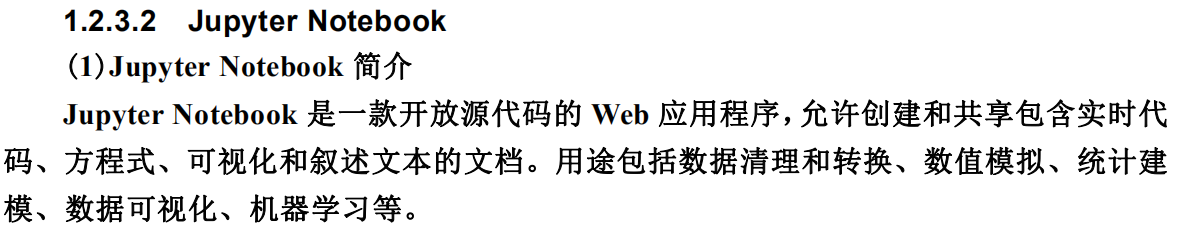 1.2.3.2 Jupyter Notebook
(1)Jupyter Notebook 简介
Jupyter Notebook 是一款开放源代码的 Web 应用程序,允许创建和共享包含实时代
码、方程式、可视化和叙述文本的文档。用途包括数据清理和转换、数值模拟、统计建
模、数据可视化、机器学习等。